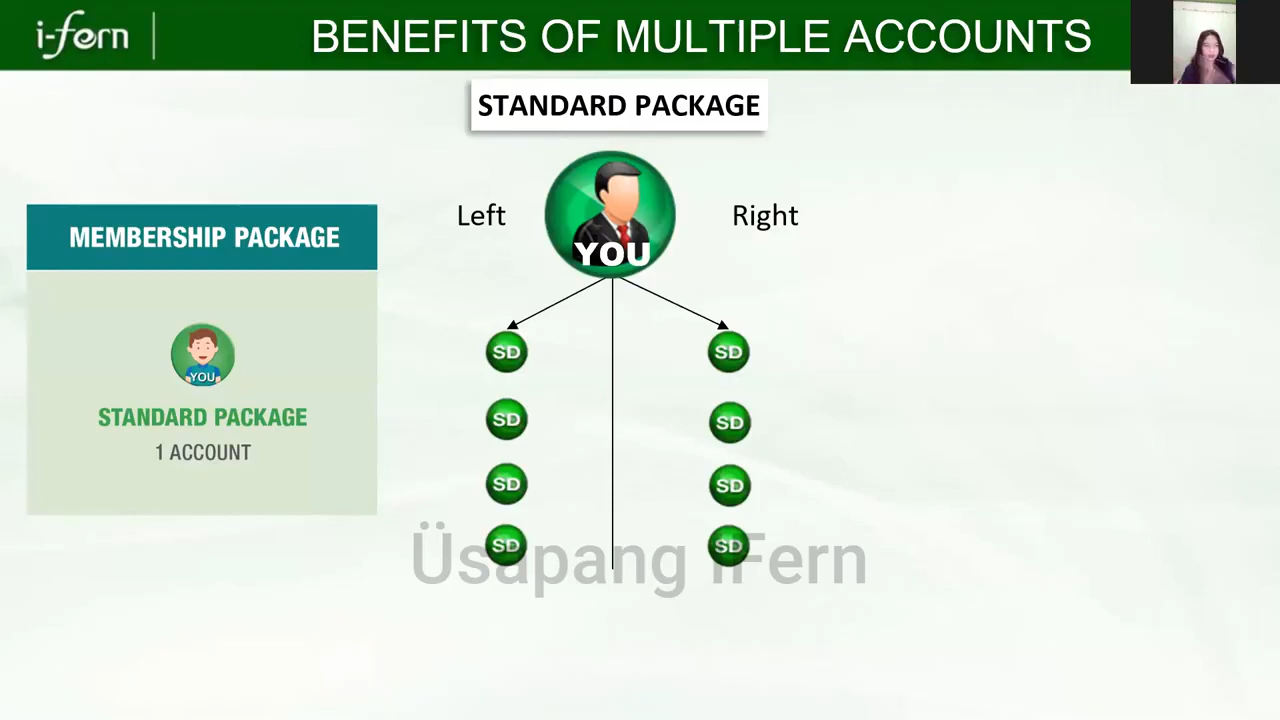 i-fern
BENEFITS OF MULTIPLE ACCOUNTS
STANDARD PACKAGE
Left
Right
YOU
MEMBERSHIP PACKAGE
YOU
STANDARD PACKAGE
1 ACCOUNT
SD
SD
SD
SD
SD
SD
SD
SD
Üsapang iFern